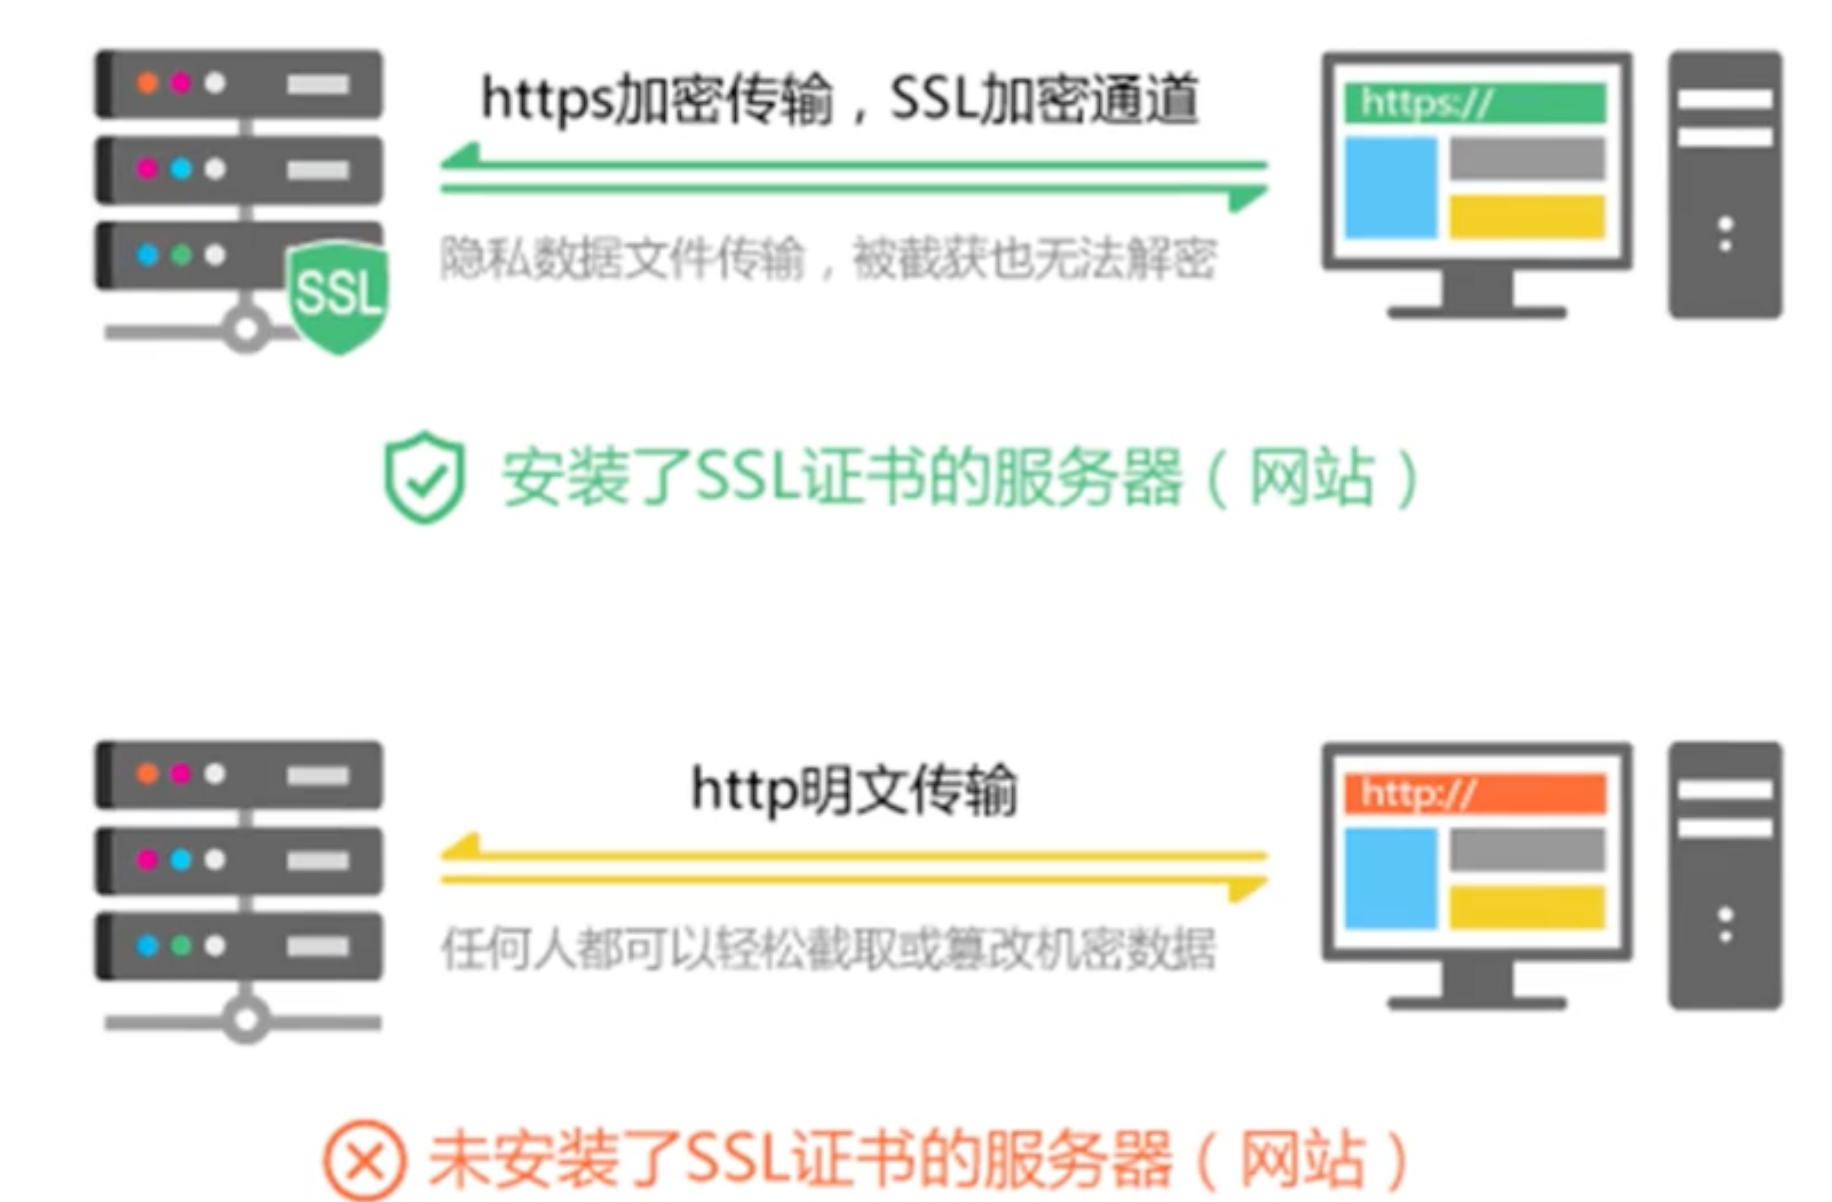 https加密传输，SSL加密通道
https://
隐私数据文件传输，被截获也无法解密
SSL
安装了SSL证书的服务器（网站）
http明文传输
http://
任何人都可以轻松截取或篡改机密数据
未安装了SSL证书的服务器（网站）